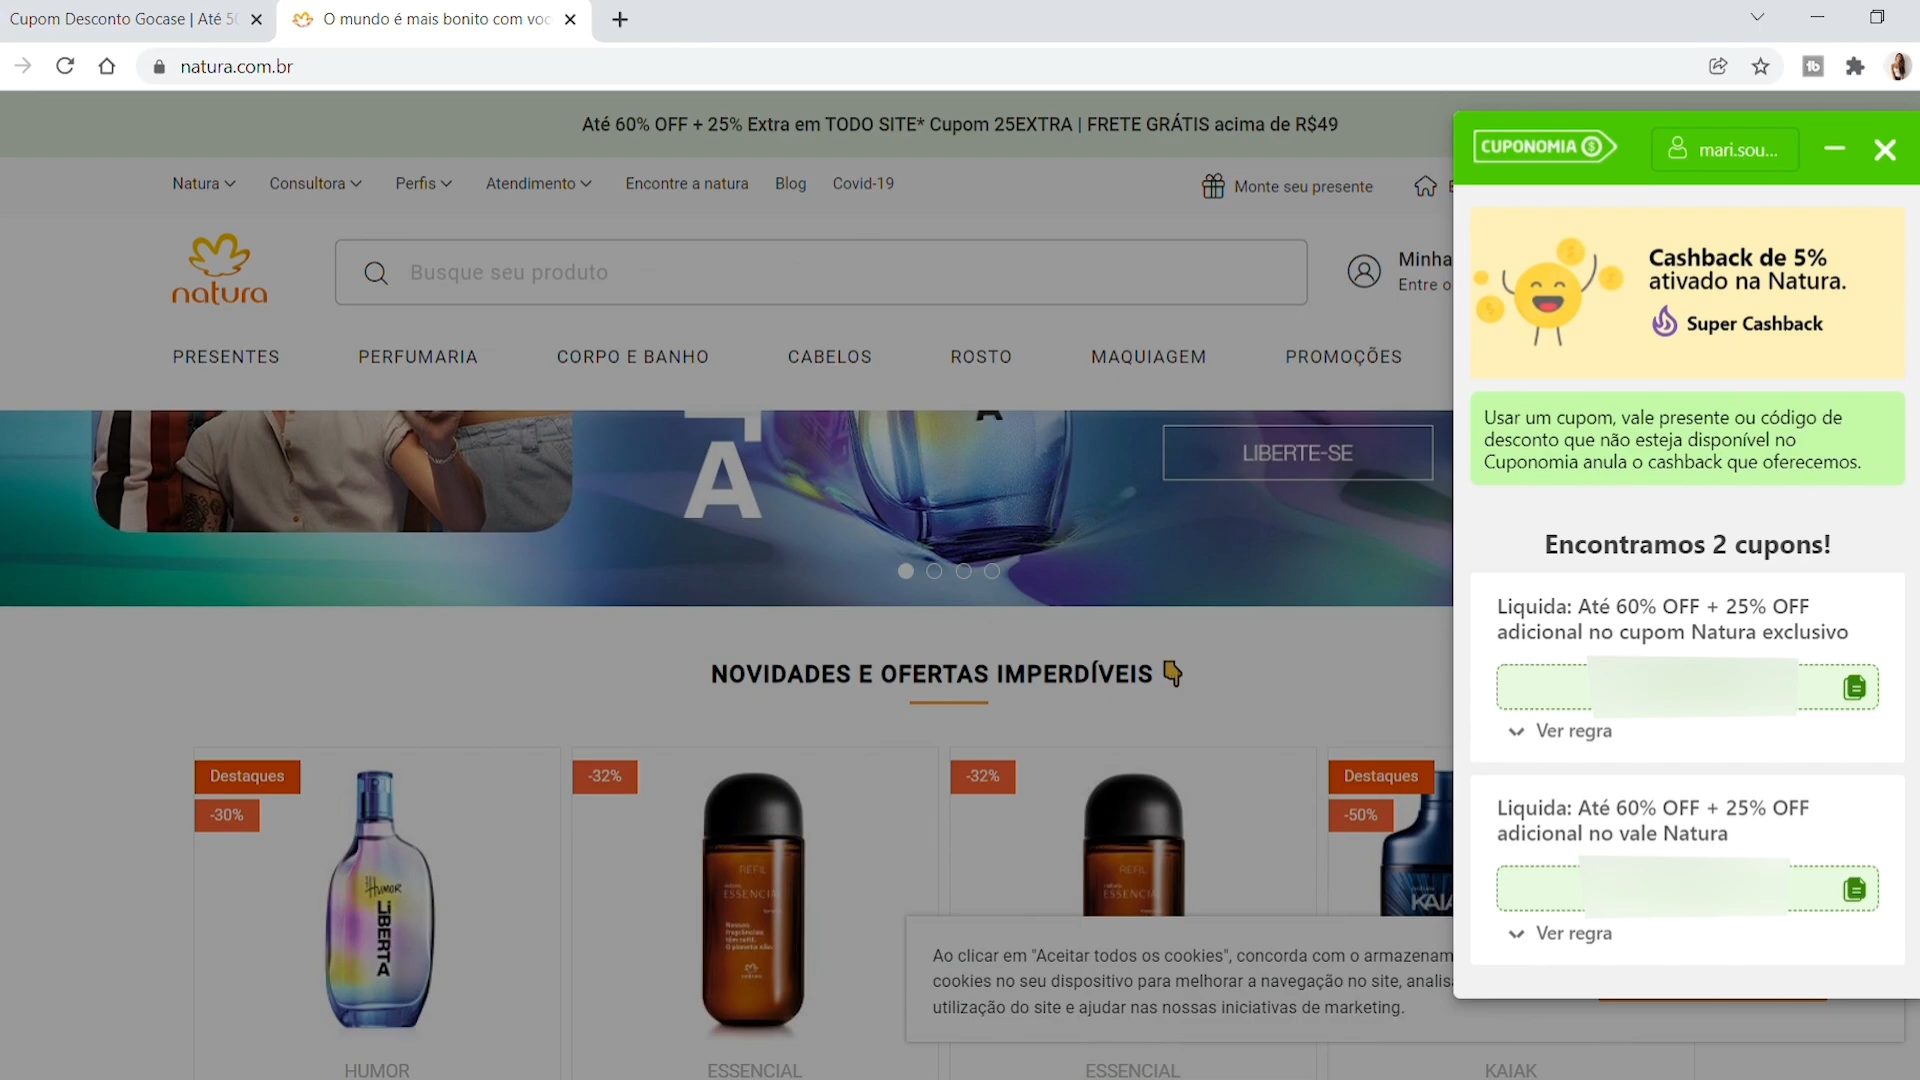 Cupom Desconto Gocase | Até
O mundo é mais bonito com voc
natura.com.br
Até 60% OFF + 25% Extra em TODO SITE* Cupom 25EXTRA | FRETE GRÁTIS acima de R$49
Natura
Consultora
Perfis
Atendimento
Encontre a natura
Blog
Covid-19
Monte seu presente
natura
Busque seu produto
Minha
Entre o
PRESENTES
PERFUMARIA
CORPO E BANHO
CABELOS
ROSTO
MAQUIAGEM
PROMOÇÕES
A
LIBERTE-SE
NOVIDADES E OFERTAS IMPERDÍVEIS
Destaques
-30%
-32%
-32%
Destaques
-50%
HUMOR
LIBERTA
REFIL
ESSENCIA
REFIL
ESSENCIA
KAIA
HUMOR
ESSENCIAL
ESSENCIAL
KAIAK
Ao clicar em "Aceitar todos os cookies", concorda com o armazenam
cookies no seu dispositivo para melhorar a navegação no site, analis
utilização do site e ajudar nas nossas iniciativas de marketing.
CUPONOMIA
mari.sou...
Cashback de 5%
ativado na Natura.
Super Cashback
Usar um cupom, vale presente ou código de
desconto que não esteja disponível no
Cuponomia anula o cashback que oferecemos.
Encontramos 2 cupons!
Liquida: Até 60% OFF + 25% OFF
adicional no cupom Natura exclusivo
Ver regra
Liquida: Até 60% OFF + 25% OFF
adicional no vale Natura
Ver regra